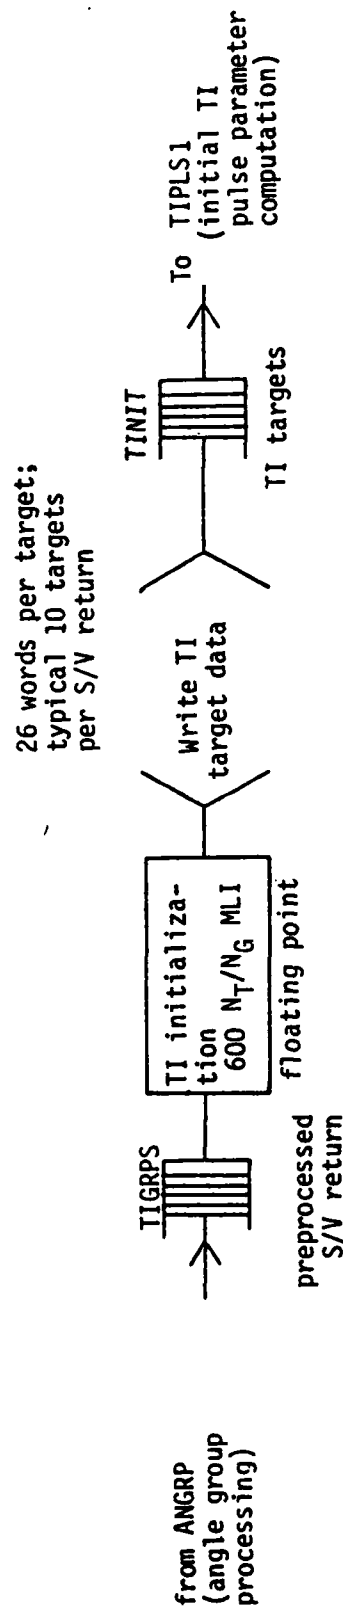 from ANGRP
(angle group
processing)
TIGRPS
preprocessed
S/V return
TI initializa-
tion
600 N_T/N_G MLI
floating point
Write TI
target data
26 words per target;
typical 10 targets
per S/V return
TINIT
TI targets
To TIPLS1
(initial TI
pulse parameter
computation)